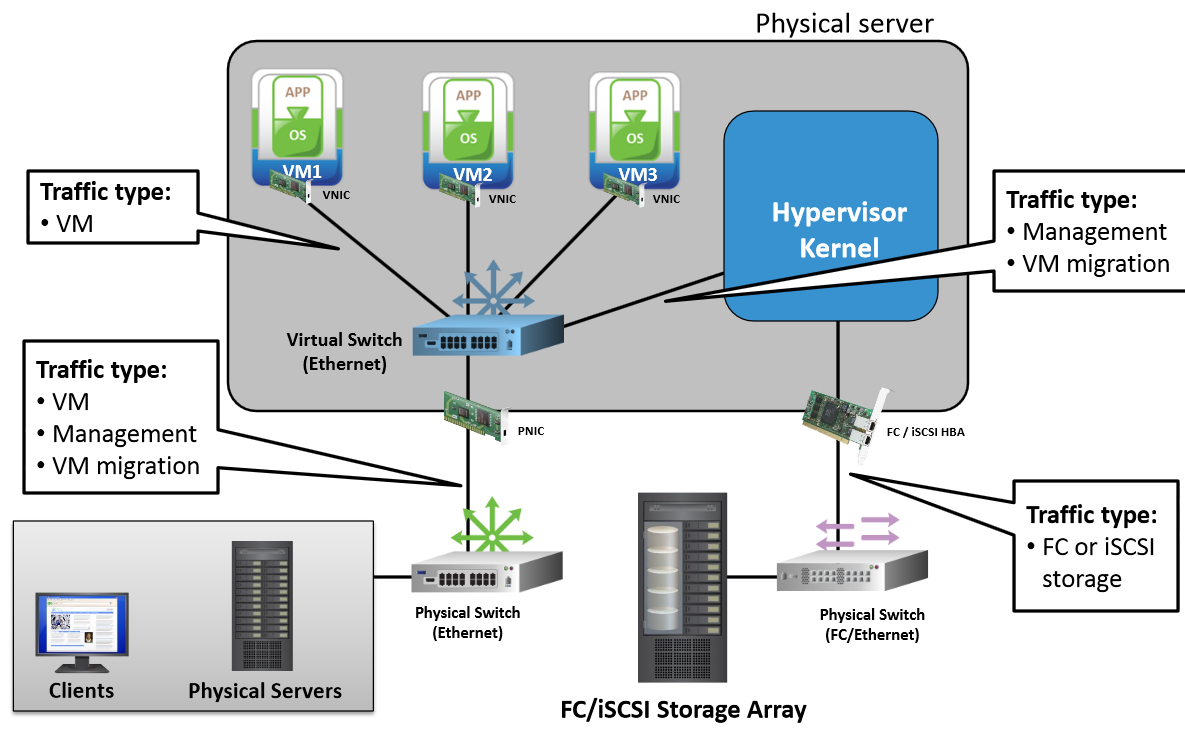 Physical server
APP
OS
VM1
VNIC
APP
OS
VM2
VNIC
APP
OS
VM3
VNIC
Traffic type:
• VM
Hypervisor
Kernel
Traffic type:
• Management
• VM migration
Virtual Switch
(Ethernet)
Traffic type:
• VM
• Management
• VM migration
PNIC
FC / iSCSI HBA
Traffic type:
• FC or iSCSI
storage
Physical Switch
(Ethernet)
Physical Switch
(FC/Ethernet)
Clients
Physical Servers
FC/iSCSI Storage Array